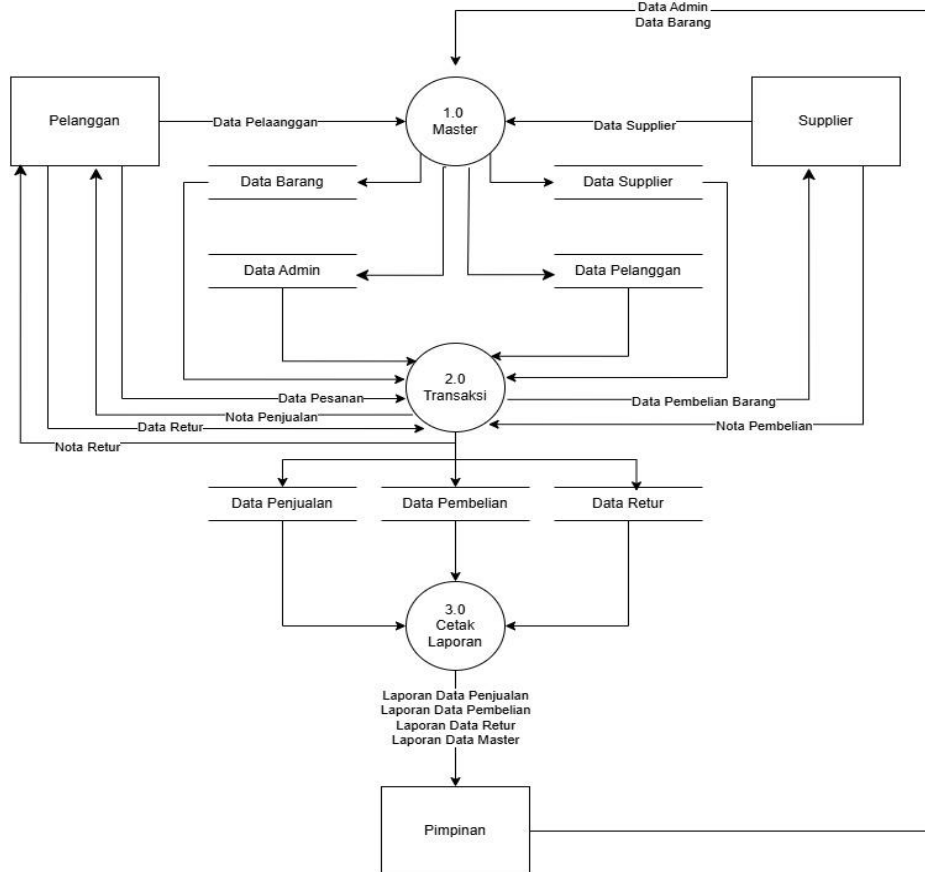 Data Admin
Data Barang
Pelanggan
Data Pelaanggan
1.0
Master
Data Supplier
Supplier
Data Barang
Data Supplier
Data Admin
Data Pelanggan
2.0
Transaksi
Data Pesanan
Data Pembelian Barang
Nota Penjualan
Nota Pembelian
Data Retur
Nota Retur
Data Penjualan
Data Pembelian
Data Retur
3.0
Cetak
Laporan
Laporan Data Penjualan
Laporan Data Pembelian
Laporan Data Retur
Laporan Data Master
Pimpinan